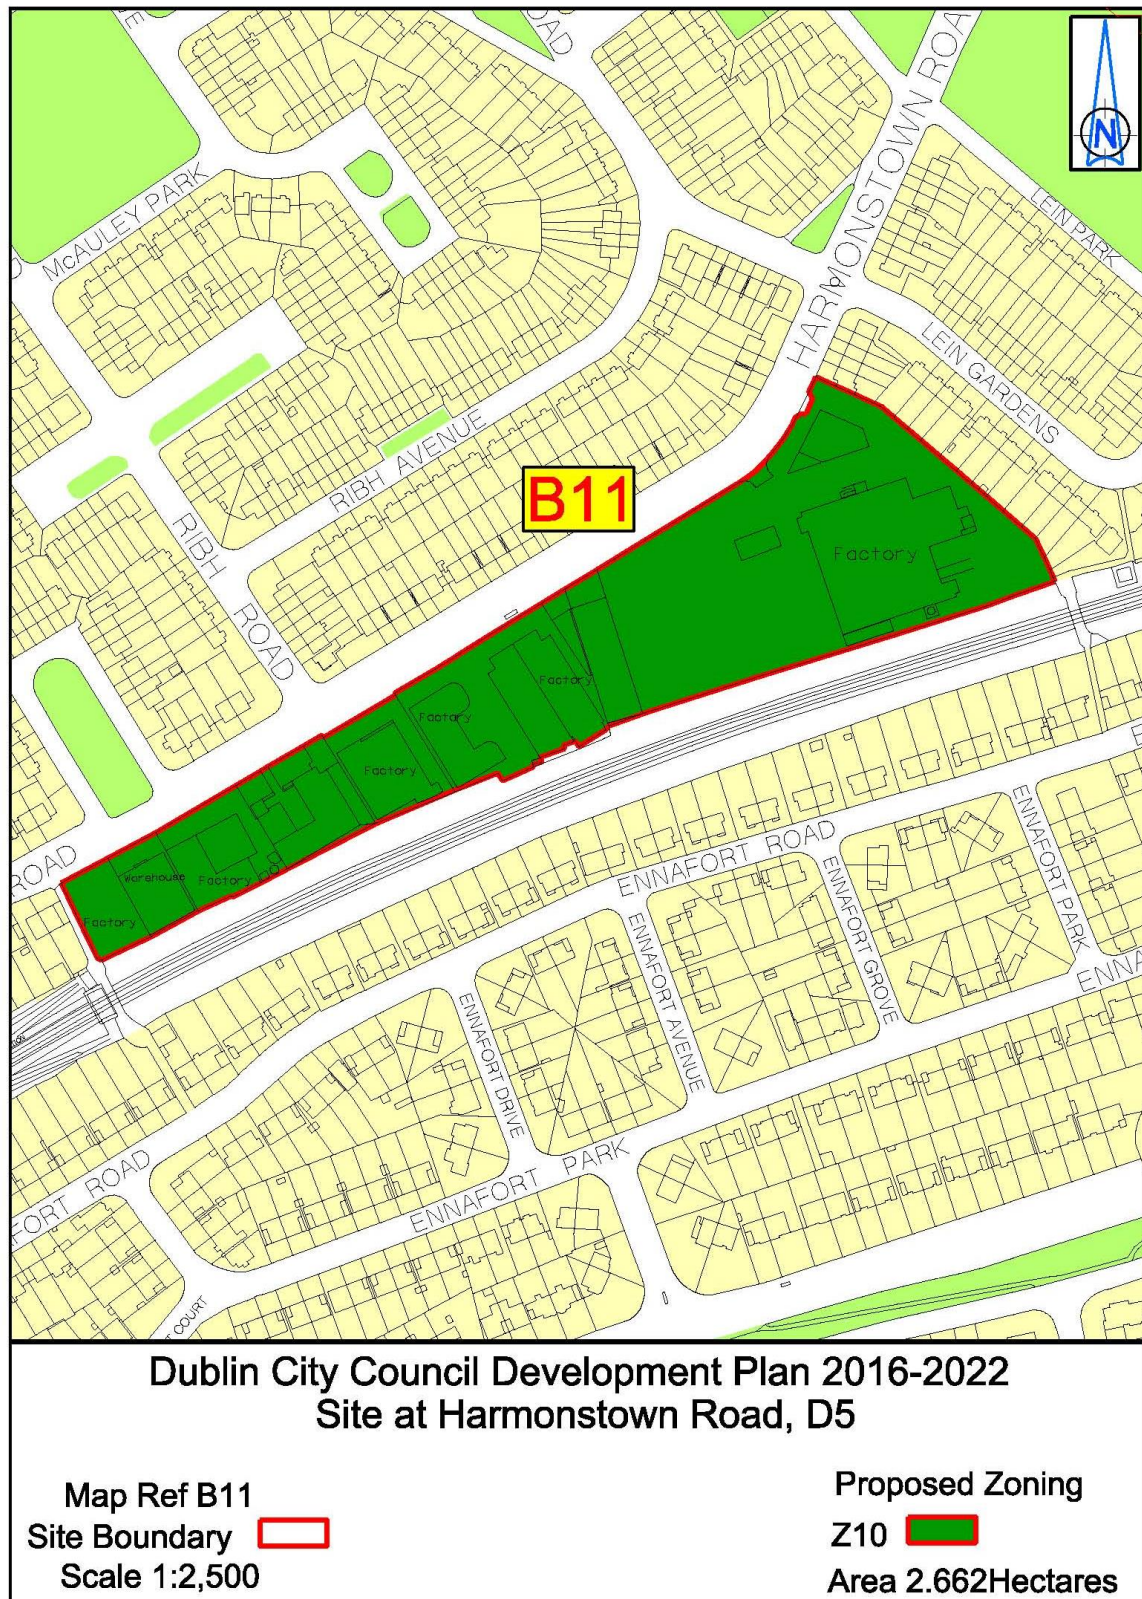 ROAD
HARMONSTOWN ROA
N
McAULEY PARK
LEIN PARK
LEIN GARDENS
RIBH AVENUE
B11
RIBH
ROAD
Factory
Factory
Factory
Factory
ROAD
Warehouse
Factory
Factory
ENNAFORT ROAD
ENNAFORT PARK
ENNAFORT GROVE
ENNAFORT AVENUE
ENNA
ENNAFORT DRIVE
FORT ROAD
ENNAFORT PARK
COURT
Dublin City Council Development Plan 2016-2022
Site at Harmonstown Road, D5
Map Ref B11
Site Boundary
Scale 1:2,500
Proposed Zoning
Z10
Area 2.662Hectares